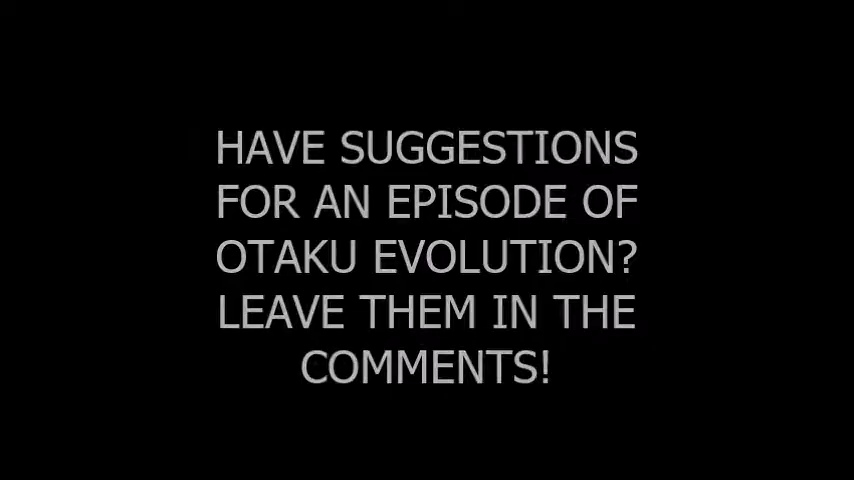 HAVE SUGGESTIONS
FOR AN EPISODE OF
OTAKU EVOLUTION?
LEAVE THEM IN THE
COMMENTS!